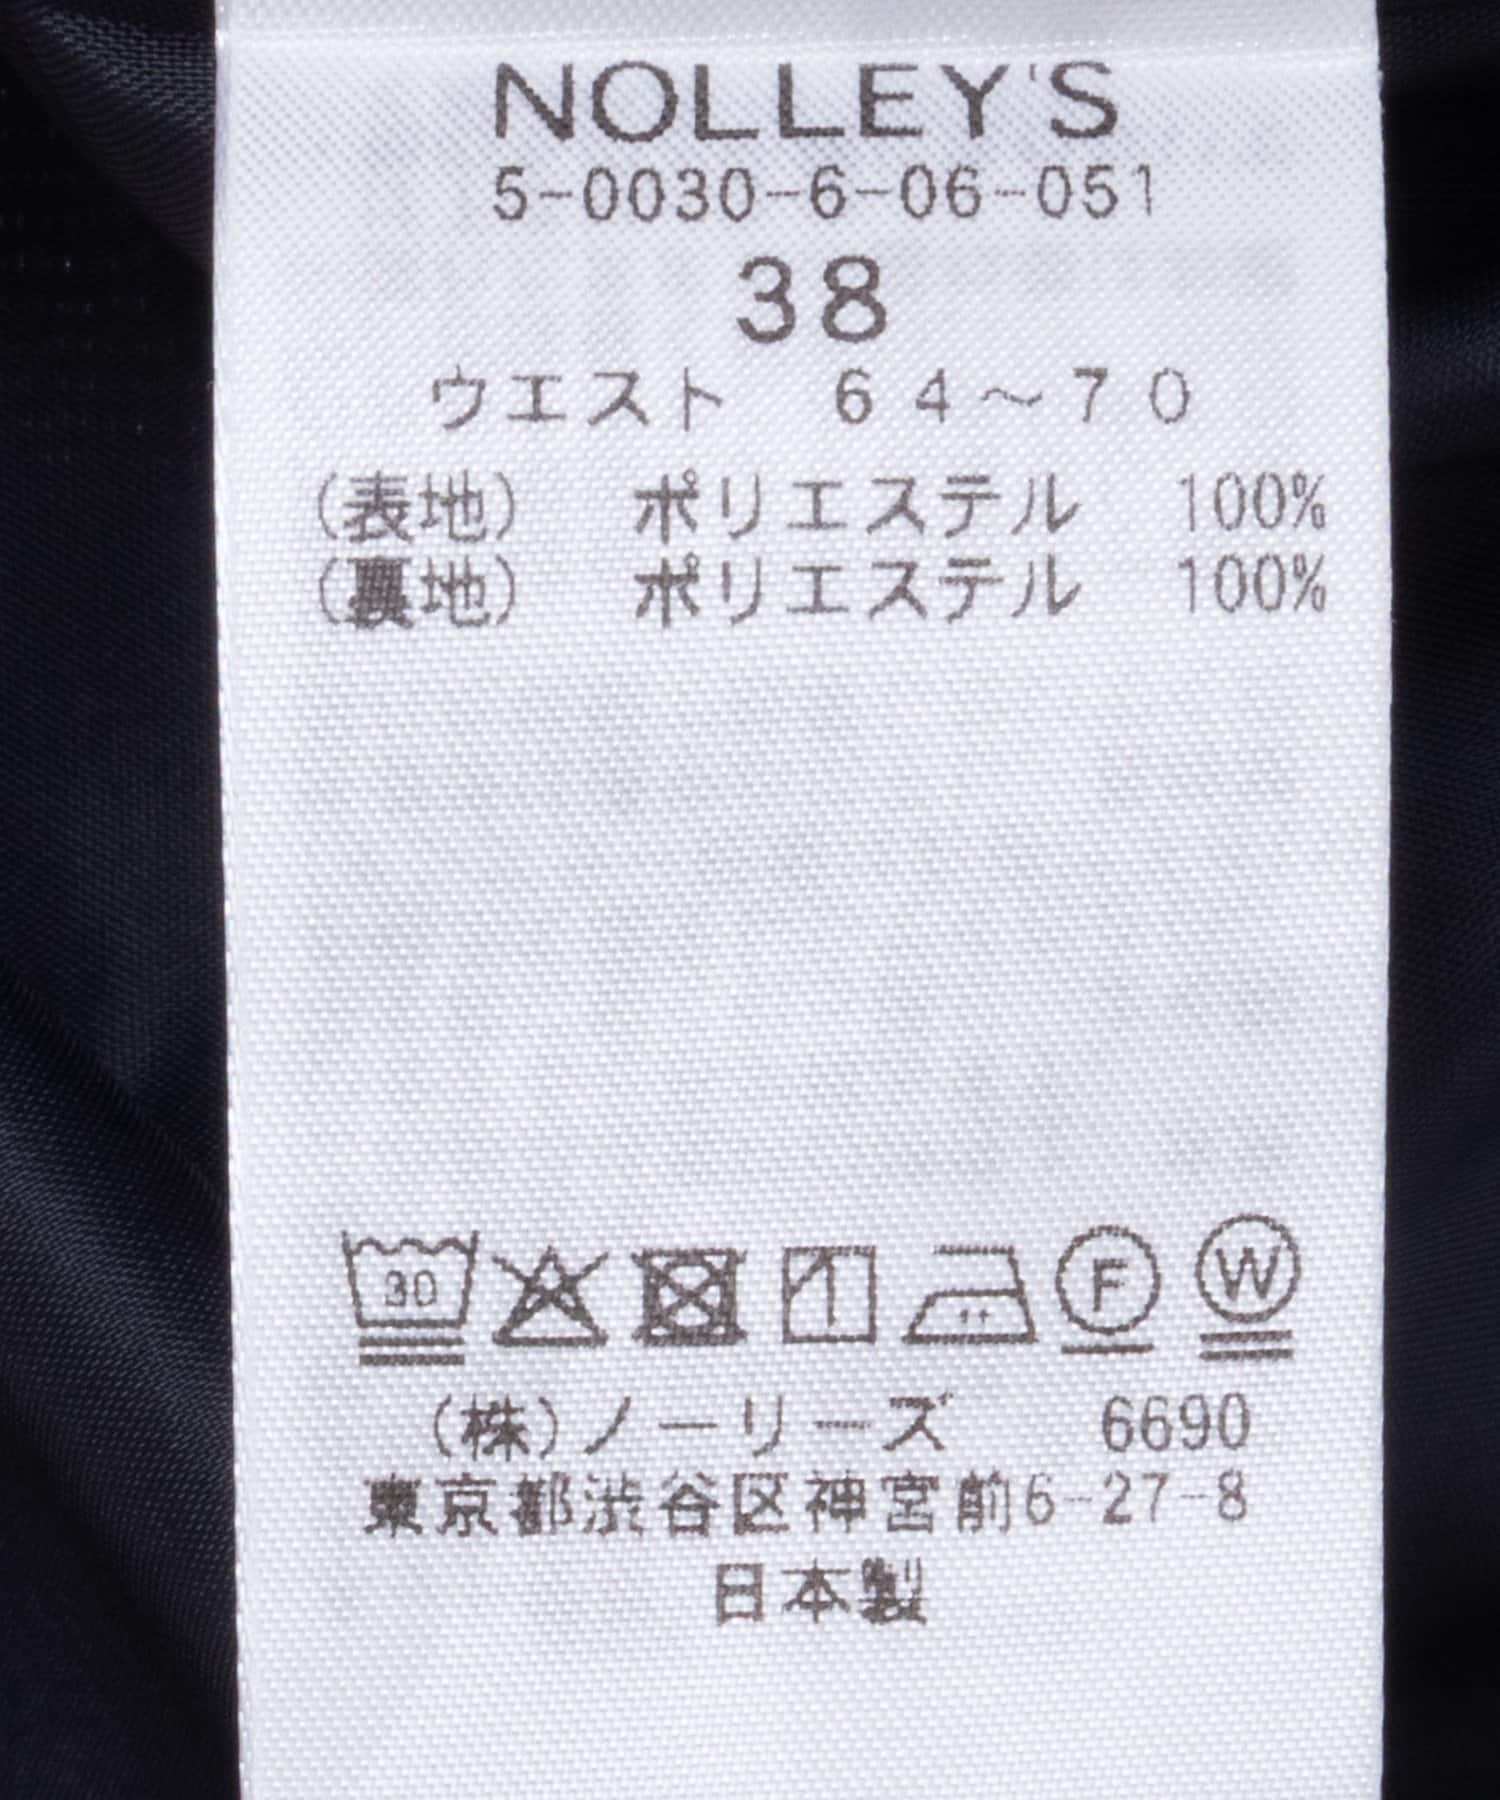 NOLLEY'S
5-0030-6-06-051
38
ウエスト　64〜70
(表地)　ポリエステル　100%
(裏地)　ポリエステル　100%
30 F W
(株)ノーリーズ　6690
東京都渋谷区神宮前6-27-8
日本製